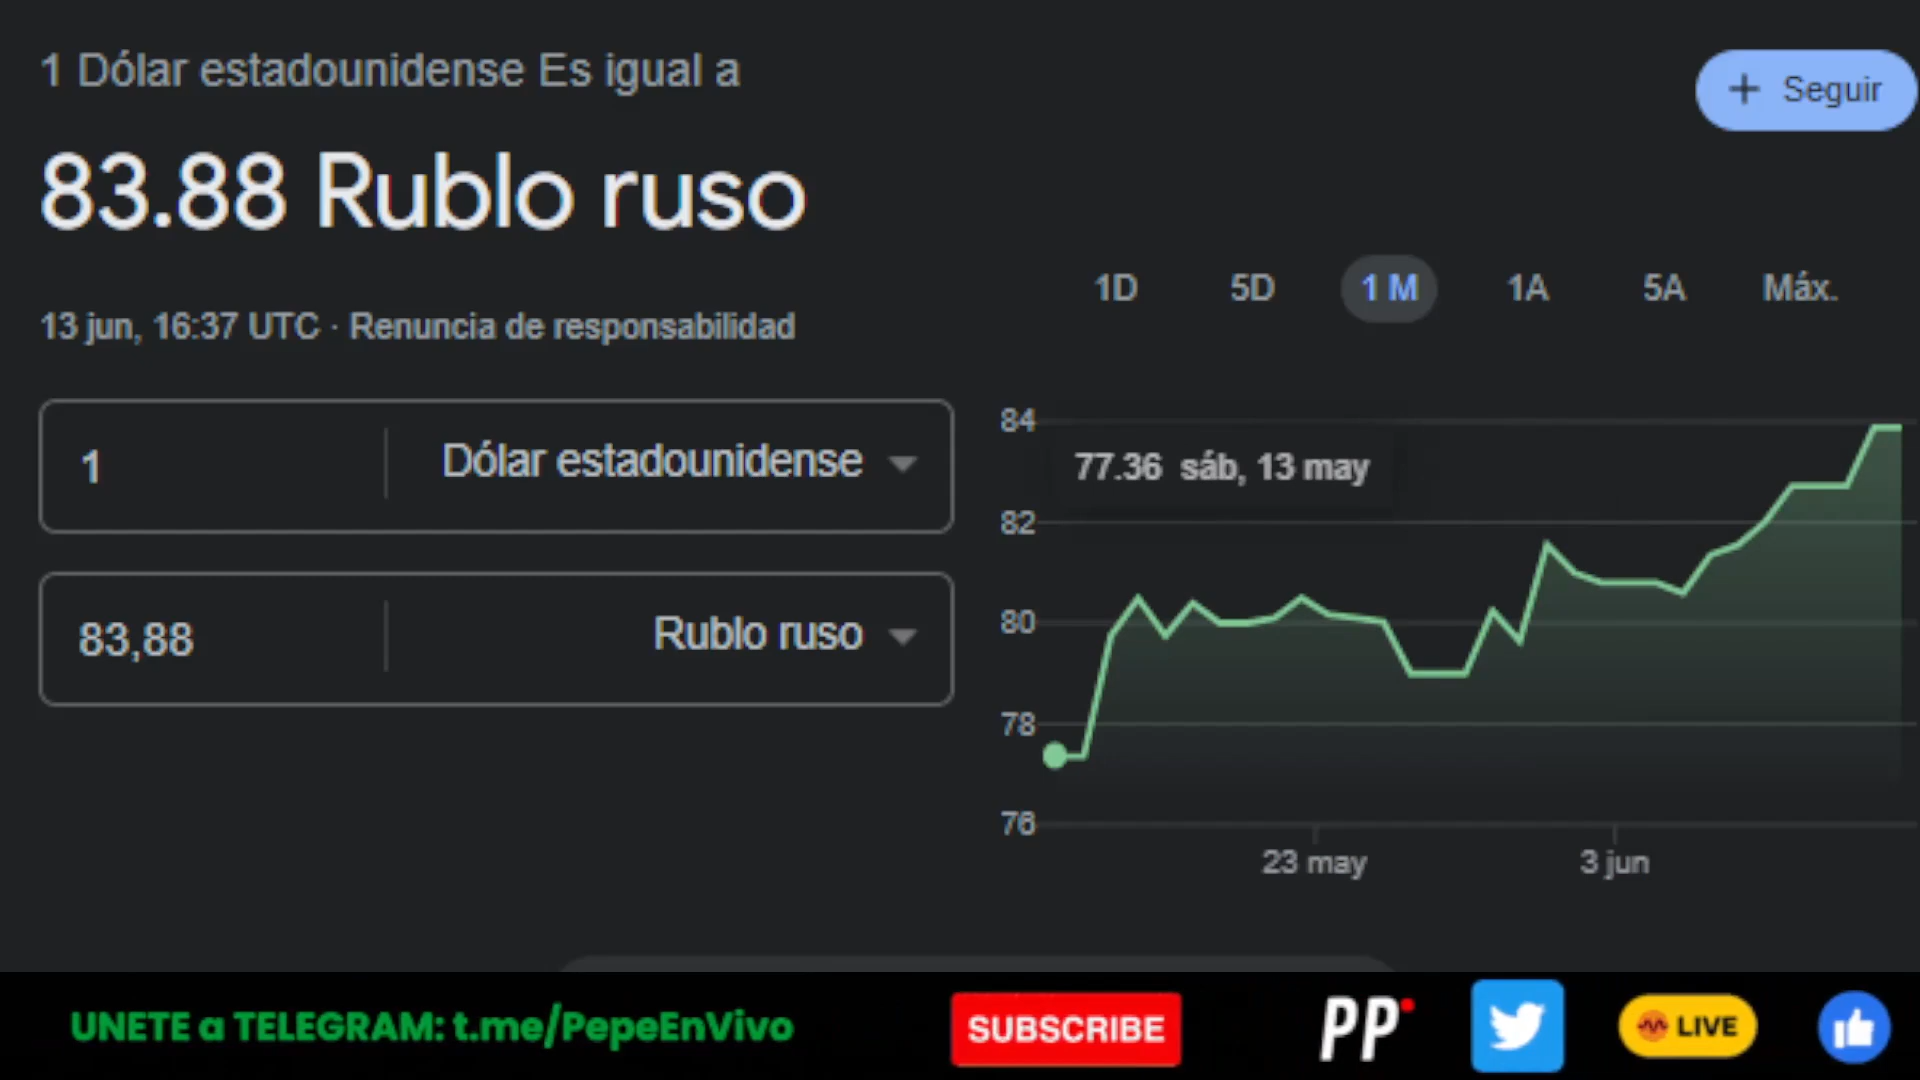 1 Dólar estadounidense Es igual a
+ Seguir
83.88 Rublo ruso
13 jun, 16:37 UTC · Renuncia de responsabilidad
1D 5D 1 M 1A 5A Máx.
1 Dólar estadounidense
83,88 Rublo ruso
77.36 sáb, 13 may
84
82
80
78
76
23 may 3 jun
UNETE a TELEGRAM: t.me/PepeEnVivo
SUBSCRIBE
PP
LIVE